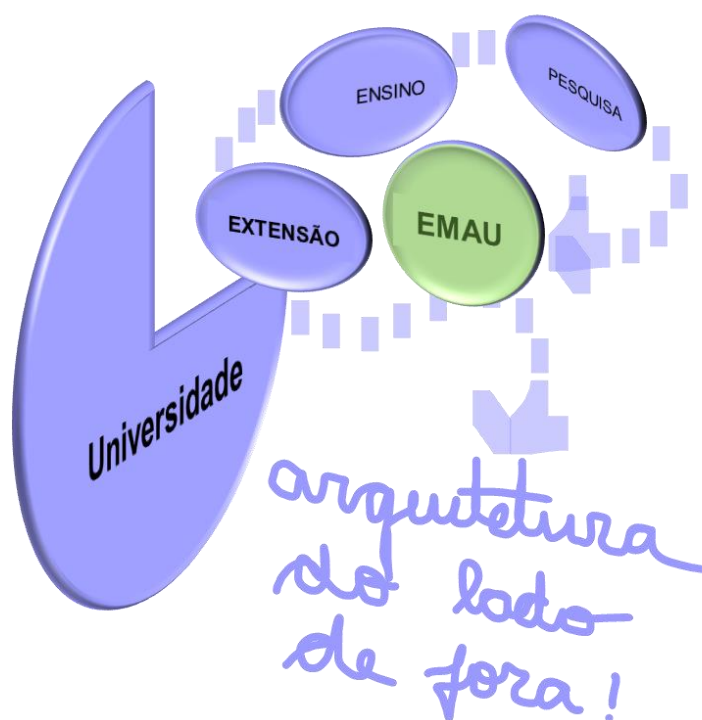 ENSINO
PESQUISA
EXTENSÃO
EMAU
Universidade
arquitetura
do lado
de fora!